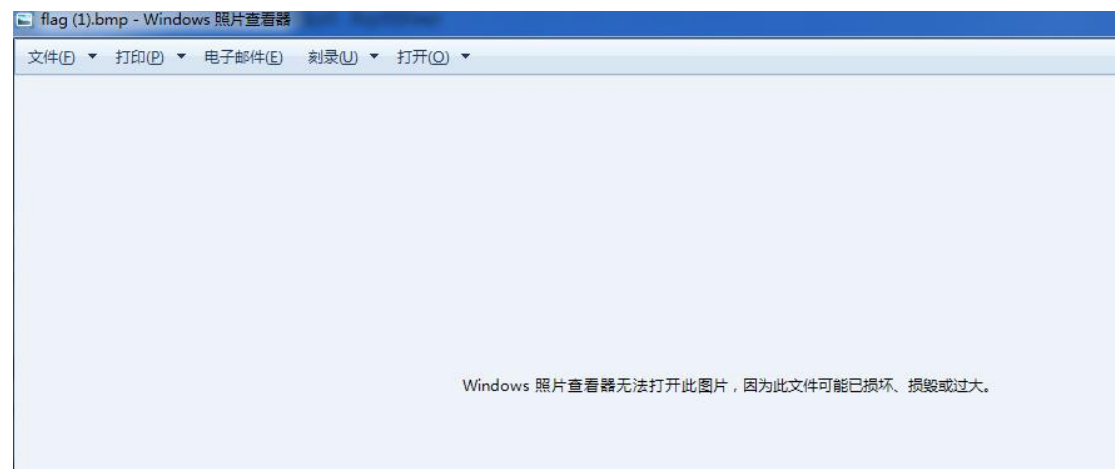 flag (1).bmp - Windows 照片查看器
文件(F) 打印(P) 电子邮件(E) 刻录(U) 打开(O)
Windows 照片查看器无法打开此图片，因为此文件可能已损坏、损毁或过大。